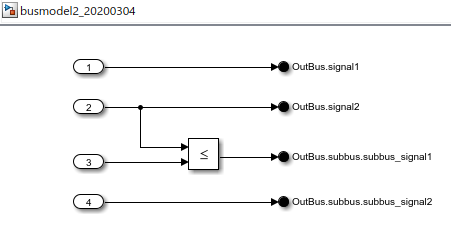 busmodel2_20200304
1
OutBus.signal1
2
OutBus.signal2
≤
3
OutBus.subbus.subbus_signal1
4
OutBus.subbus.subbus_signal2